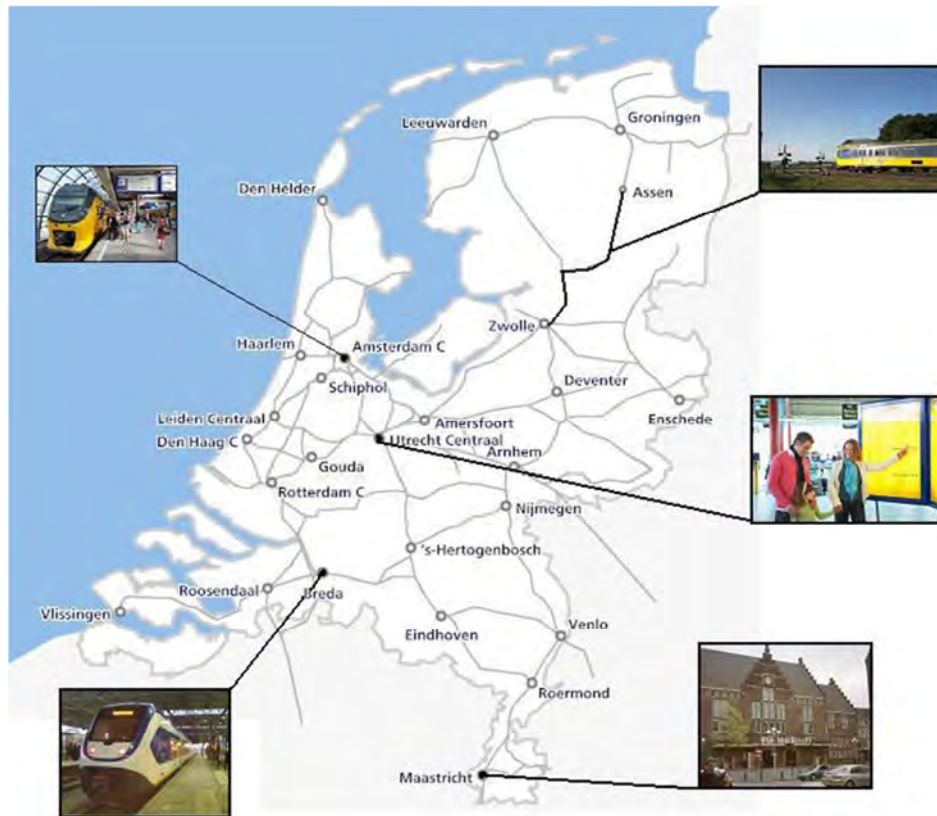 Leeuwarden
Groningen
Den Helder
Assen
Zwolle
Haarlem
Amsterdam C
Schiphol
Deventer
Enschede
Leiden Centraal
Amersfoort
Den Haag C
Utrecht Centraal
Arnhem
Gouda
Rotterdam C
Nijmegen
's-Hertogenbosch
Roosendaal
Breda
Vlissingen
Eindhoven
Venlo
Roermond
Maastricht